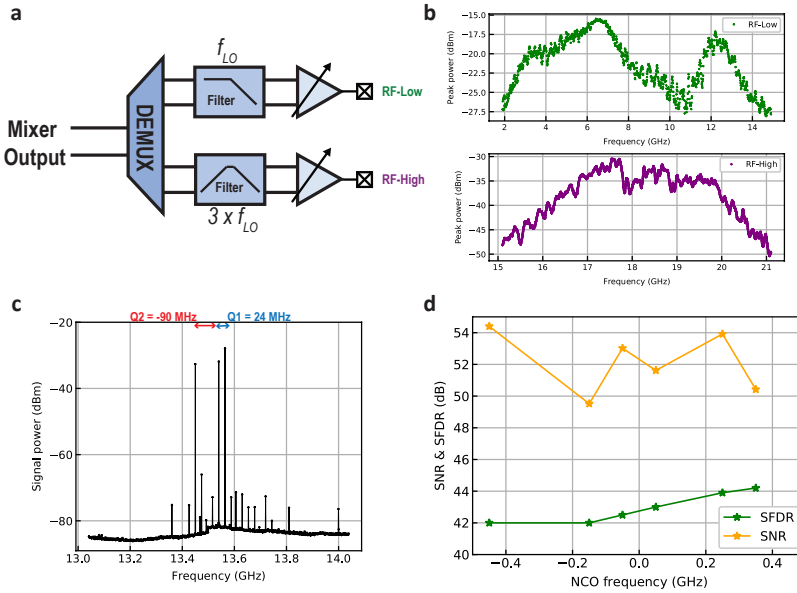 a
f_LO
Filter
RF-Low
DEMUX
Mixer
Output
Filter
RF-High
3 x f_LO
b
−15.0
−17.5
−20.0
−22.5
−25.0
−27.5
Peak power (dBm)
RF-Low
2
4
6
8
10
12
14
Frequency (GHz)
−30
−35
−40
−45
−50
Peak power (dBm)
RF-High
15
16
17
18
19
20
21
Frequency (GHz)
c
Q2 = -90 MHz
Q1 = 24 MHz
−20
−40
−60
−80
Signal power (dBm)
13.0
13.2
13.4
13.6
13.8
14.0
Frequency (GHz)
d
54
52
50
48
46
44
42
40
SNR & SFDR (dB)
SFDR
SNR
−0.4
−0.2
0.0
0.2
0.4
NCO frequency (GHz)